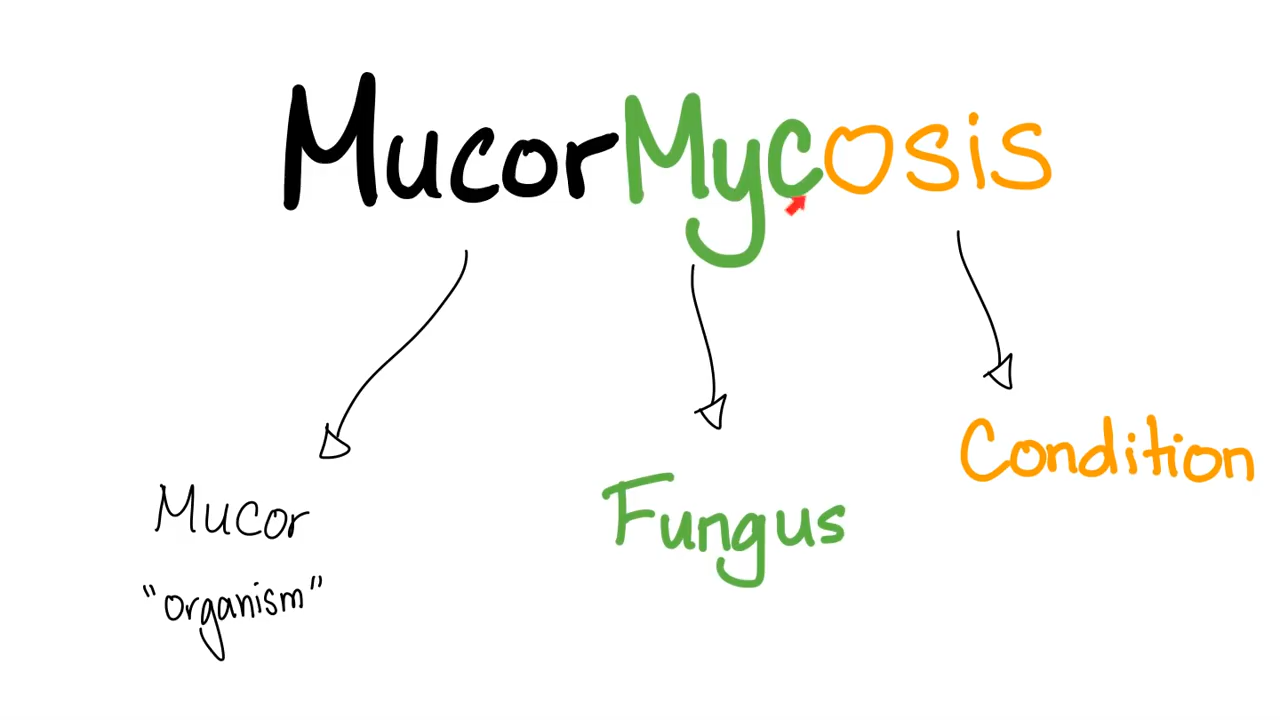 MucorMycosis
Mucor
"organism"
Fungus
Condition